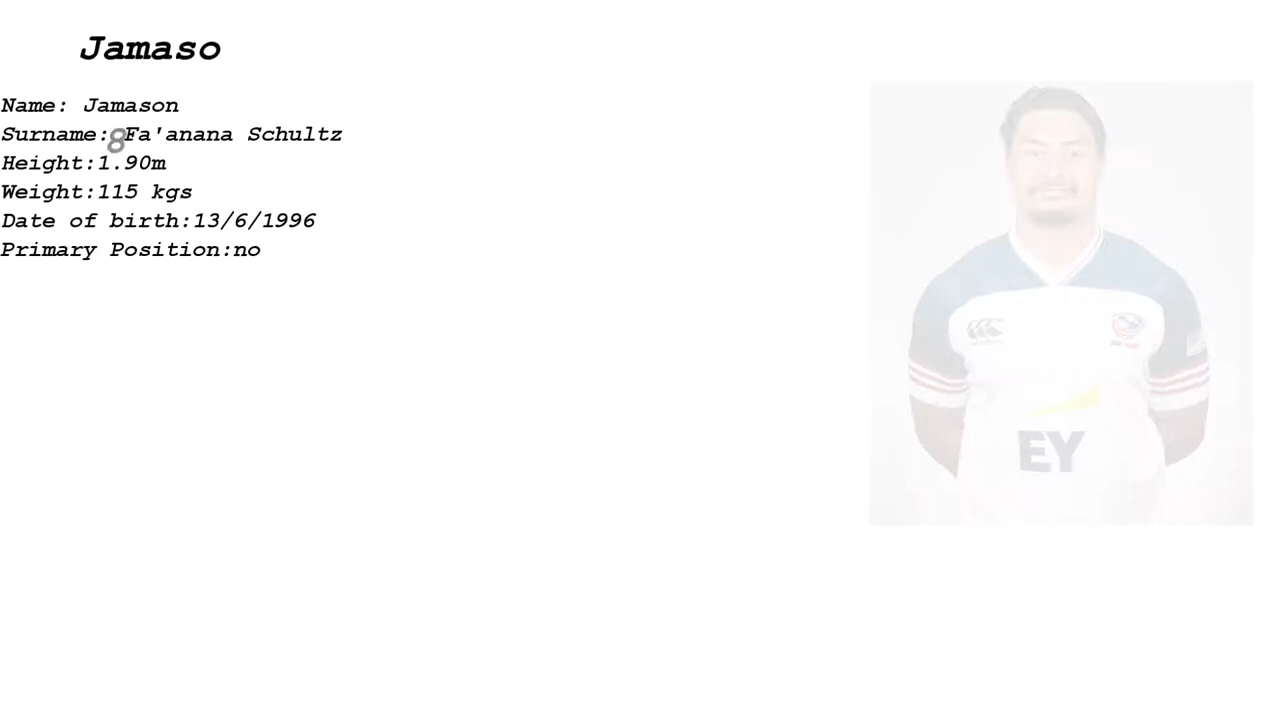 Jamaso
Name: Jamason
Surname: Fa'anana Schultz
8
Height:1.90m
Weight:115 kgs
Date of birth:13/6/1996
Primary Position:no
EY